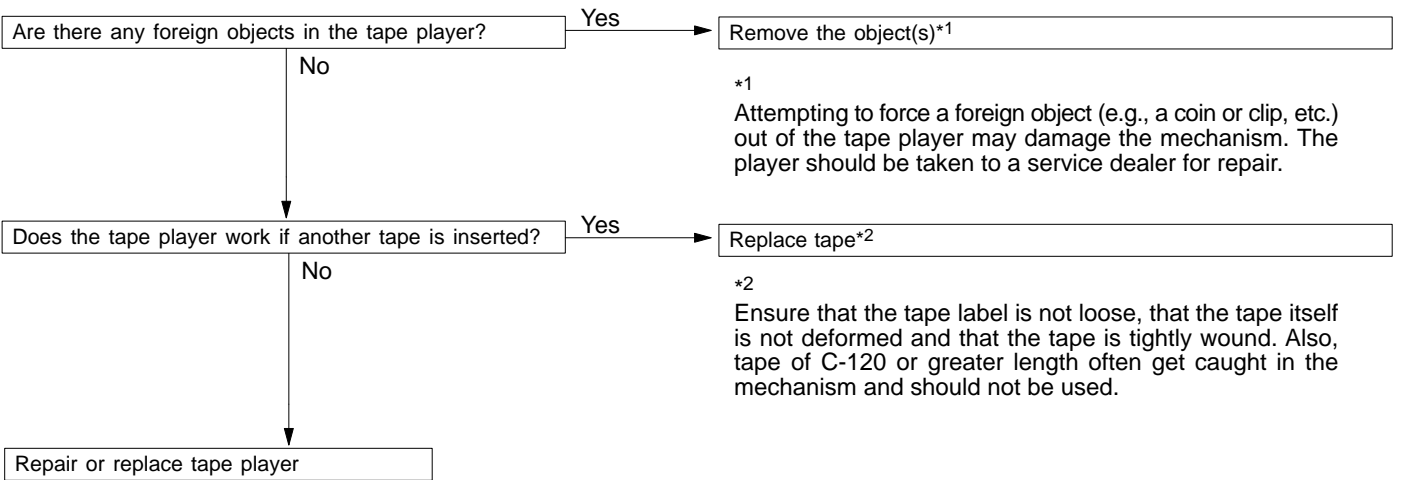 Are there any foreign objects in the tape player?
Yes
Remove the object(s)*1
No
*1
Attempting to force a foreign object (e.g., a coin or clip, etc.)
out of the tape player may damage the mechanism. The
player should be taken to a service dealer for repair.
Does the tape player work if another tape is inserted?
Yes
Replace tape*2
No
*2
Ensure that the tape label is not loose, that the tape itself
is not deformed and that the tape is tightly wound. Also,
tape of C-120 or greater length often get caught in the
mechanism and should not be used.
Repair or replace tape player